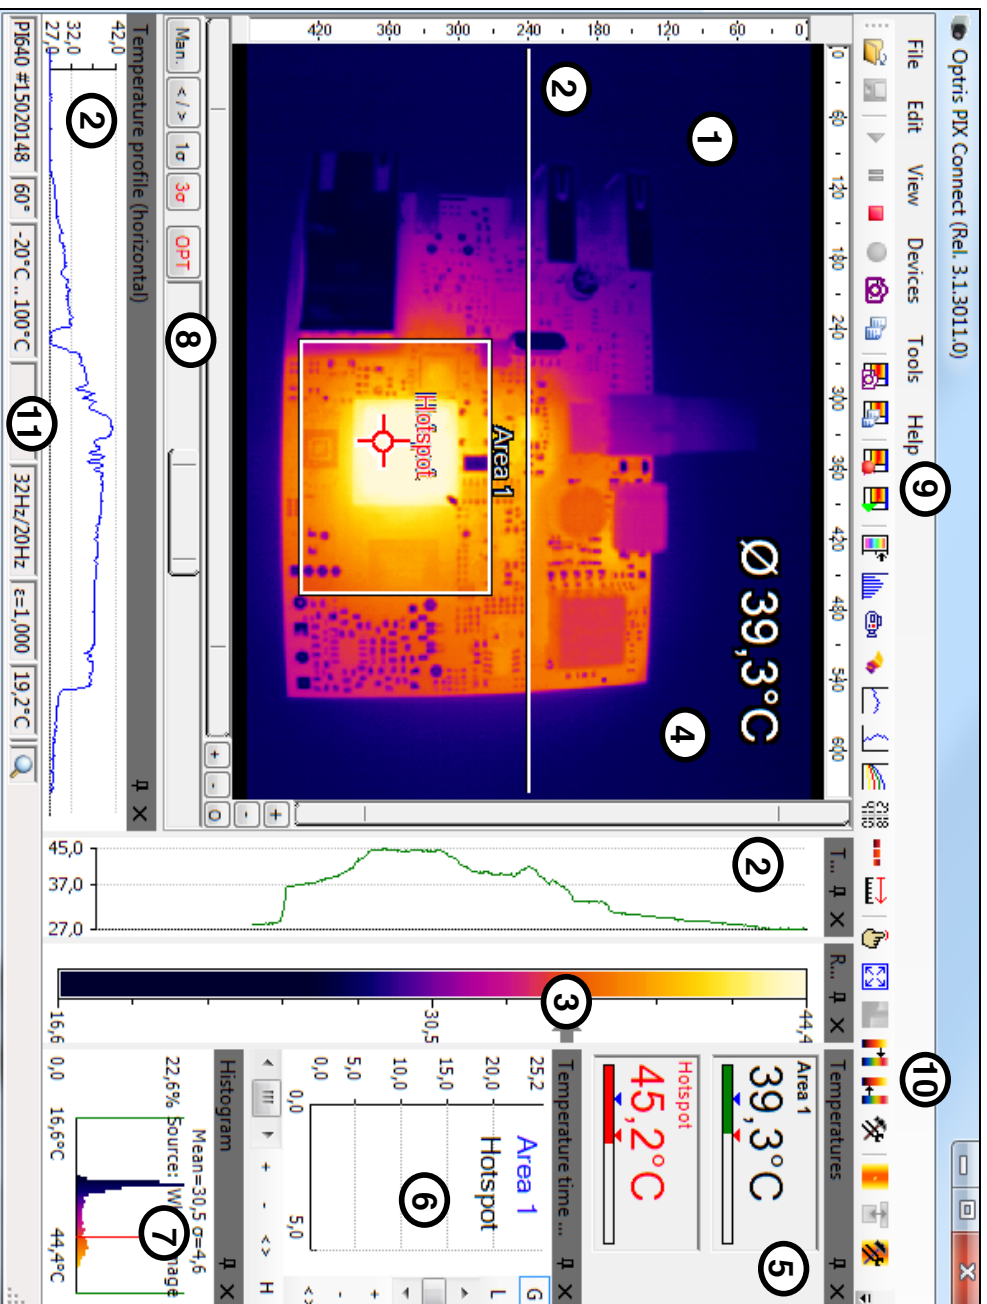 Optris PIX Connect (Rel. 3.1.3011.0)
File Edit View Devices Tools Help
9
10
0 60 120 180 240 300 360 420 480 540 600
0 60 120 180 240 300 360 420
1
2
Ø 39,3°C
4
Area 1
Hotspot
+ - O
+ -
Man. < / > 1σ 3σ OPT
8
Temperature profile (horizontal)
42,0
32,0
27,0
2
T...
2
45,0
37,0
27,0
R...
44,4
30,5
16,6
3
Temperatures
Area 1
39,3°C
Hotspot
45,2°C
5
Temperature time ...
25,2
20,0
15,0
10,0
5,0
0,0
0,0 5,0
Area 1
Hotspot
6
G
L
+
-
< >
+ - <> H
Histogram
Mean=30,5 σ=4,6
22,6% Source:
0,0
16,6°C 44,4°C
7
PI640 #15020148 60° -20°C .. 100°C 32Hz/20Hz ε=1,000 19,2°C
11